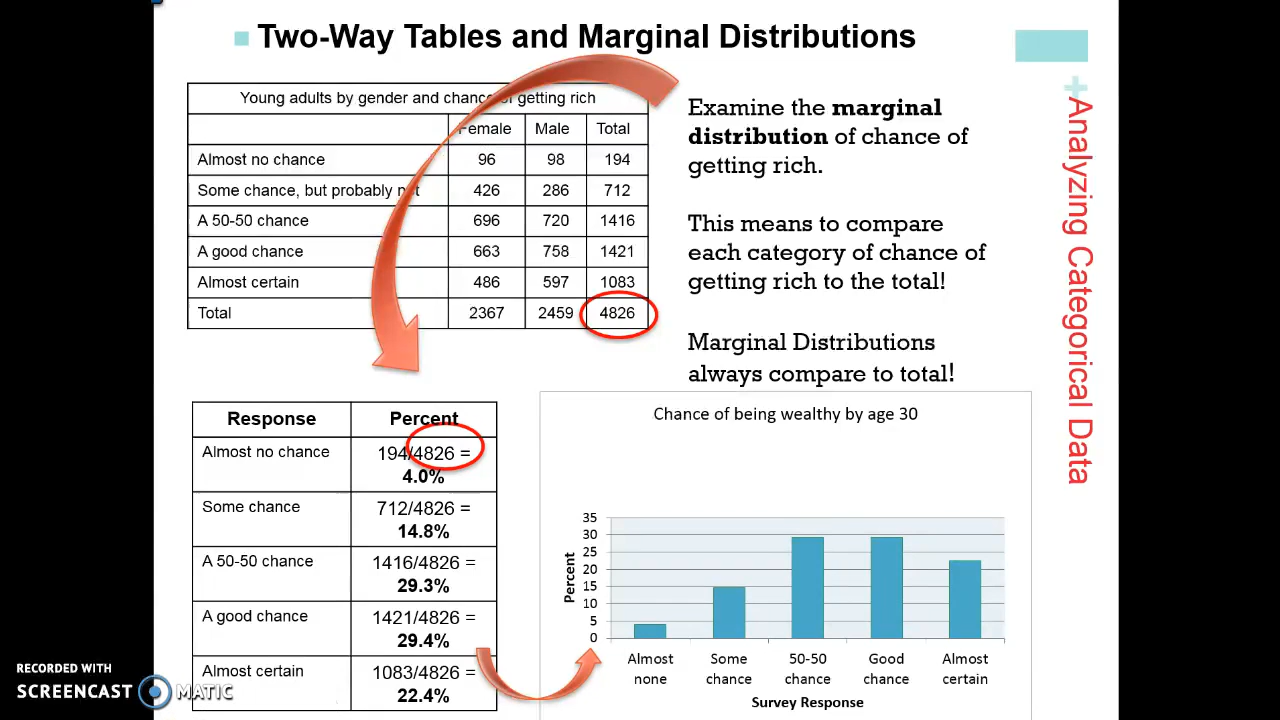 Two-Way Tables and Marginal Distributions
Young adults by gender and chance of getting rich
Female Male Total
Almost no chance 96 98 194
Some chance, but probably not 426 286 712
A 50-50 chance 696 720 1416
A good chance 663 758 1421
Almost certain 486 597 1083
Total 2367 2459 4826
Examine the marginal
distribution of chance of
getting rich.
This means to compare
each category of chance of
getting rich to the total!
Marginal Distributions
always compare to total!
+Analyzing Categorical Data
Response Percent
Almost no chance 194/4826 =
4.0%
Some chance 712/4826 =
14.8%
A 50-50 chance 1416/4826 =
29.3%
A good chance 1421/4826 =
29.4%
Almost certain 1083/4826 =
22.4%
Chance of being wealthy by age 30
Percent
35
30
25
20
15
10
5
0
Almost none
Some chance
50-50 chance
Good chance
Almost certain
Survey Response
RECORDED WITH
SCREENCAST MATIC